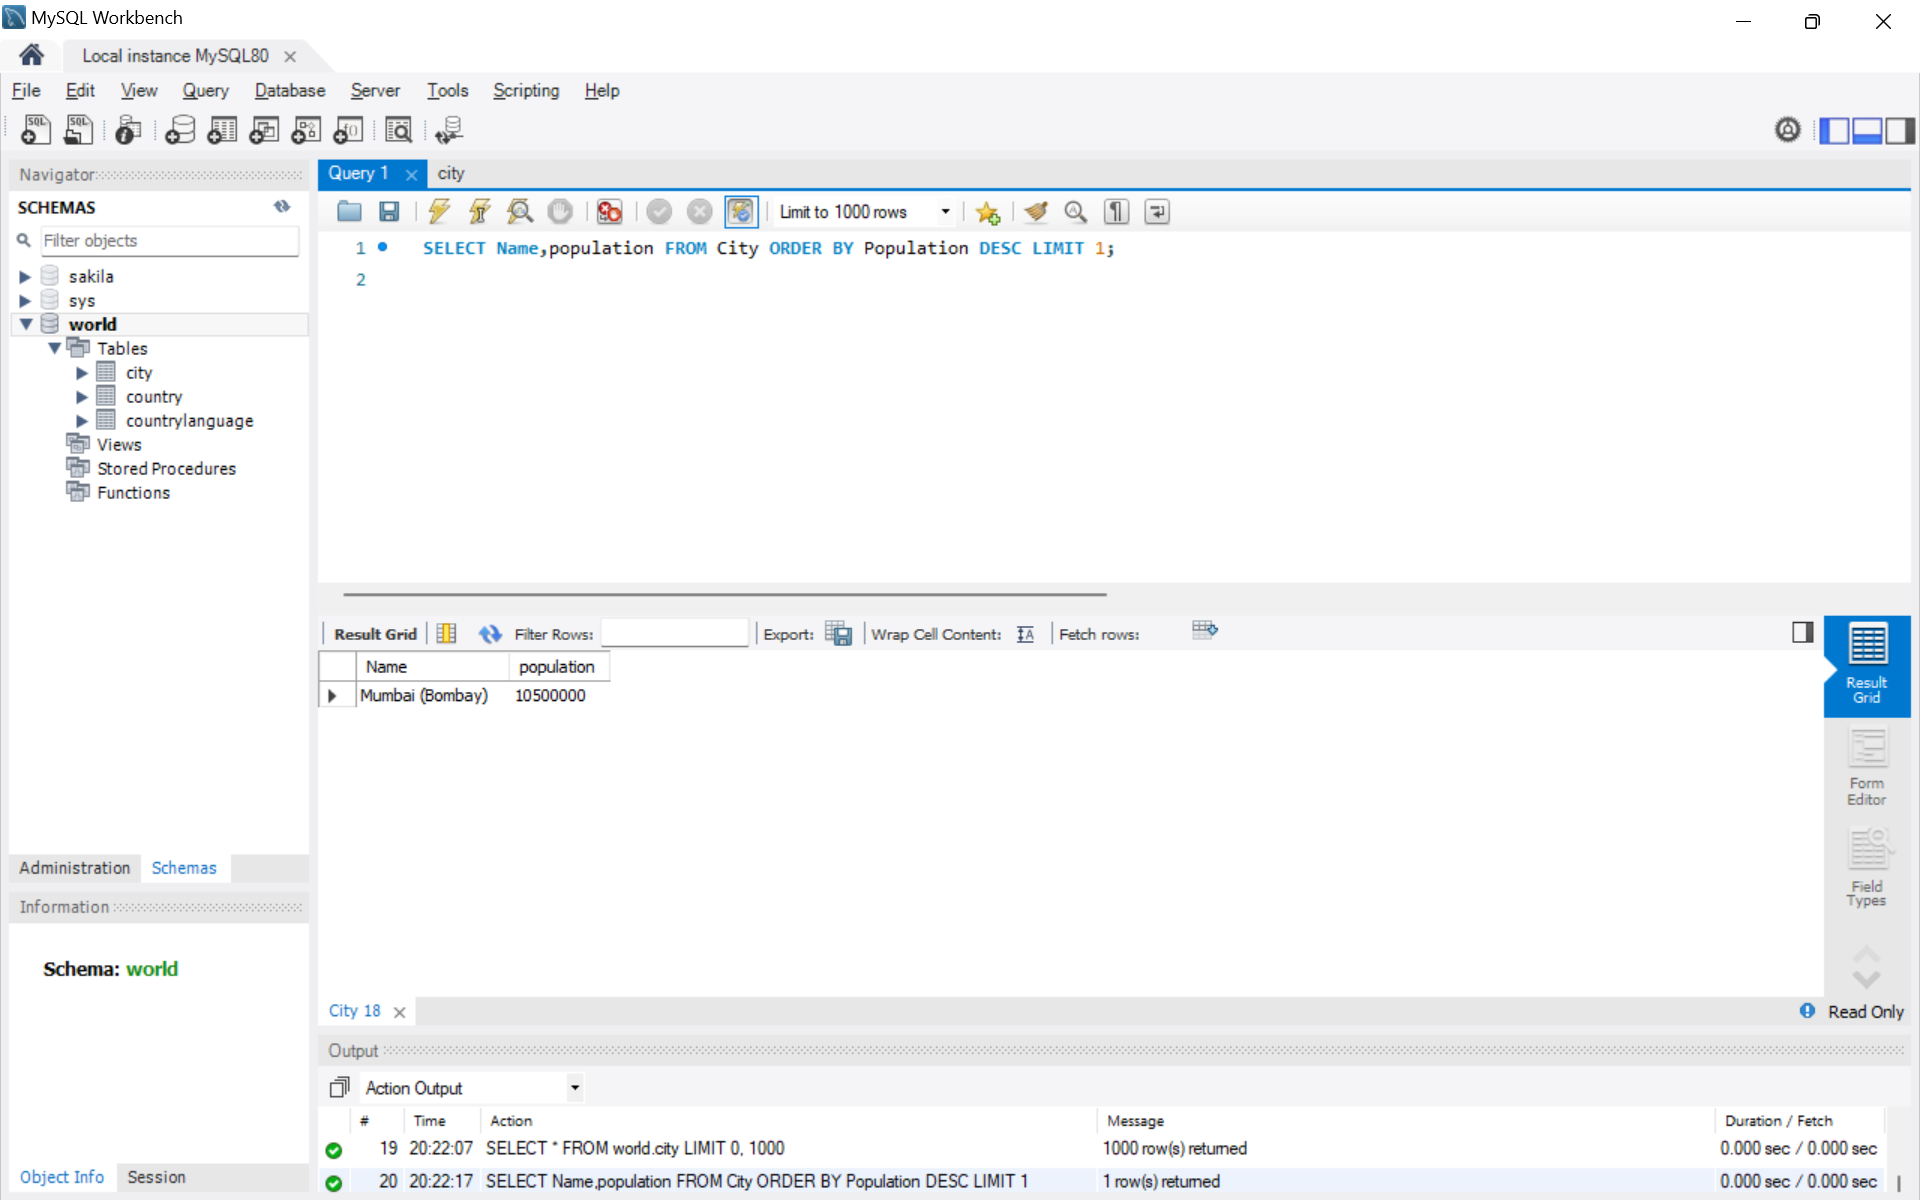 MySQL Workbench
Local instance MySQL80
File Edit View Query Database Server Tools Scripting Help
Navigator
SCHEMAS
Filter objects
sakila
sys
world
Tables
city
country
countrylanguage
Views
Stored Procedures
Functions
Administration Schemas
Information
Schema: world
Object Info Session
Query 1 city
Limit to 1000 rows
1 SELECT Name,population FROM City ORDER BY Population DESC LIMIT 1;
2
Result Grid Filter Rows: Export: Wrap Cell Content: Fetch rows:
Name population
Mumbai (Bombay) 10500000
Result
Grid
Form
Editor
Field
Types
City 18
Read Only
Output
Action Output
# Time Action Message Duration / Fetch
19 20:22:07 SELECT * FROM world.city LIMIT 0, 1000 1000 row(s) returned 0.000 sec / 0.000 sec
20 20:22:17 SELECT Name,population FROM City ORDER BY Population DESC LIMIT 1 1 row(s) returned 0.000 sec / 0.000 sec